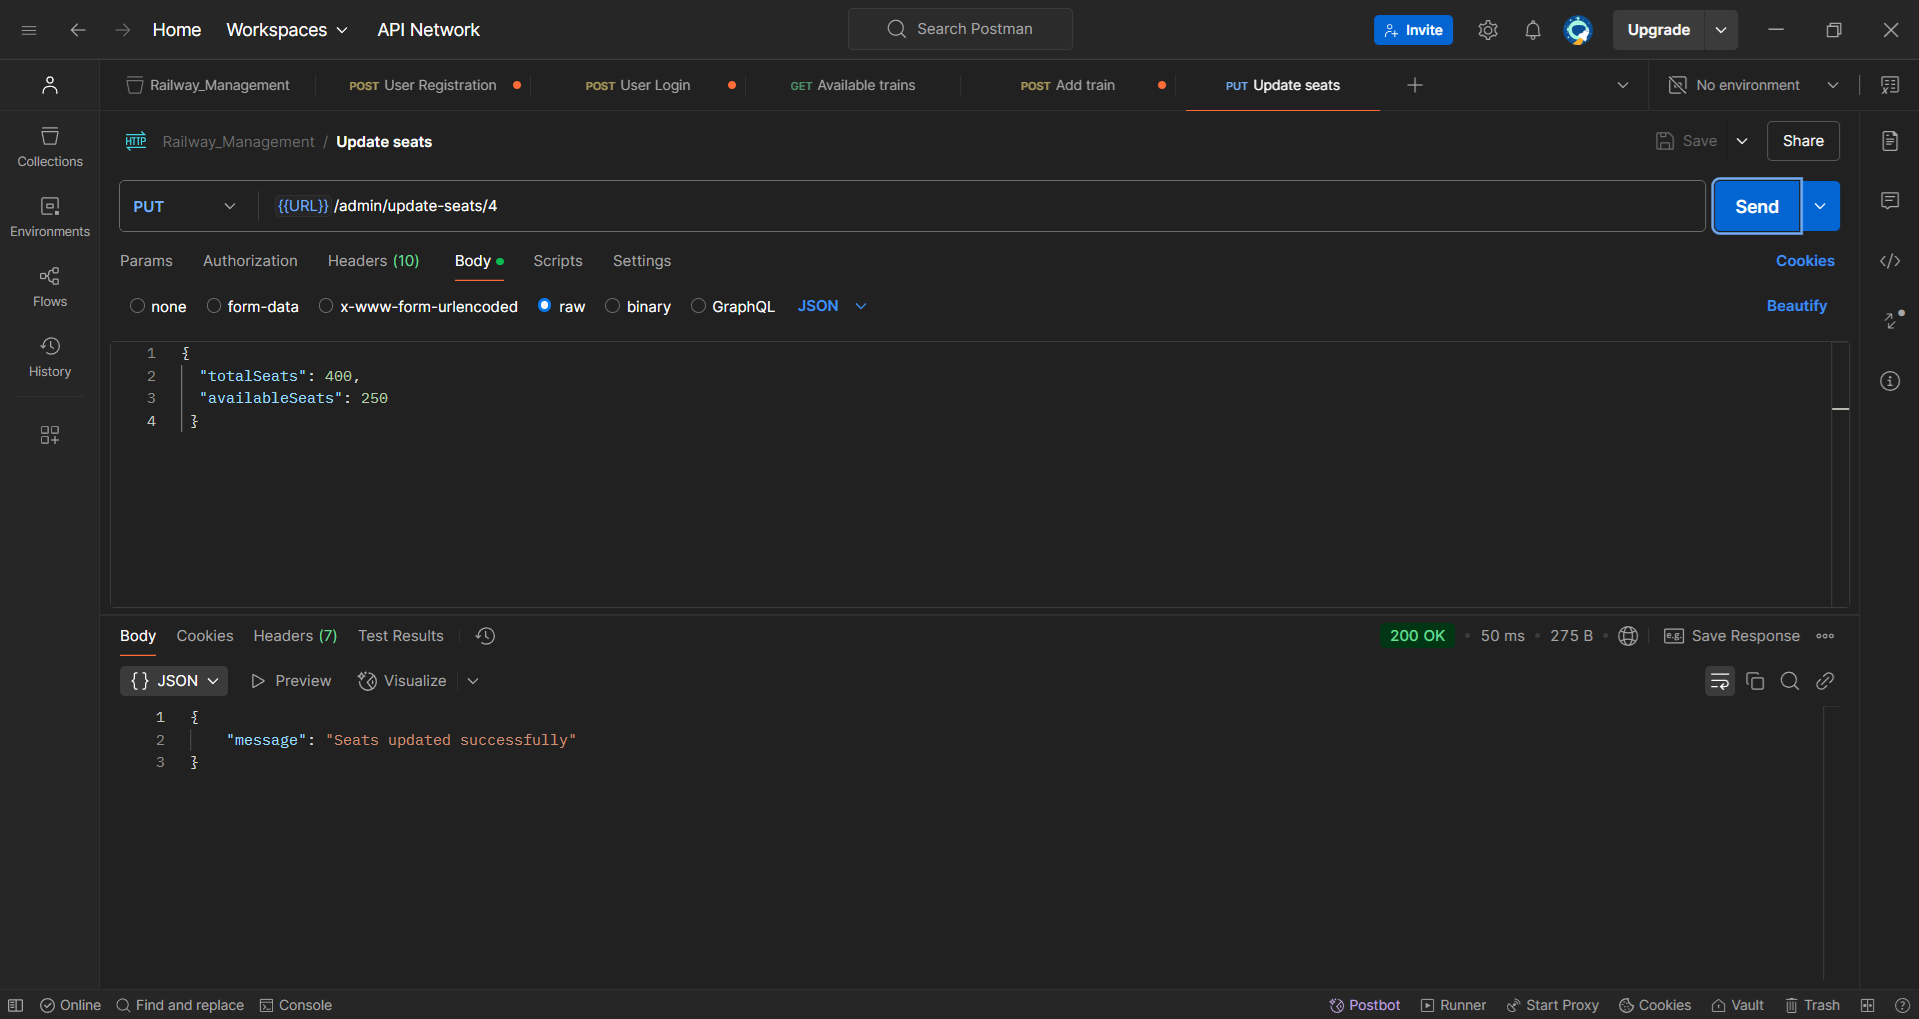 Home Workspaces API Network Search Postman Invite Upgrade
Railway_Management POST User Registration POST User Login GET Available trains POST Add train PUT Update seats No environment
Collections
Environments
Flows
History
HTTP Railway_Management / Update seats Save Share
PUT {{URL}} /admin/update-seats/4 Send
Params Authorization Headers (10) Body Scripts Settings Cookies
none form-data x-www-form-urlencoded raw binary GraphQL JSON Beautify
1 {
2 "totalSeats": 400,
3 "availableSeats": 250
4 }
Body Cookies Headers (7) Test Results 200 OK 50 ms 275 B e.g. Save Response
{} JSON Preview Visualize
1 {
2 "message": "Seats updated successfully"
3 }
Online Find and replace Console Postbot Runner Start Proxy Cookies Vault Trash